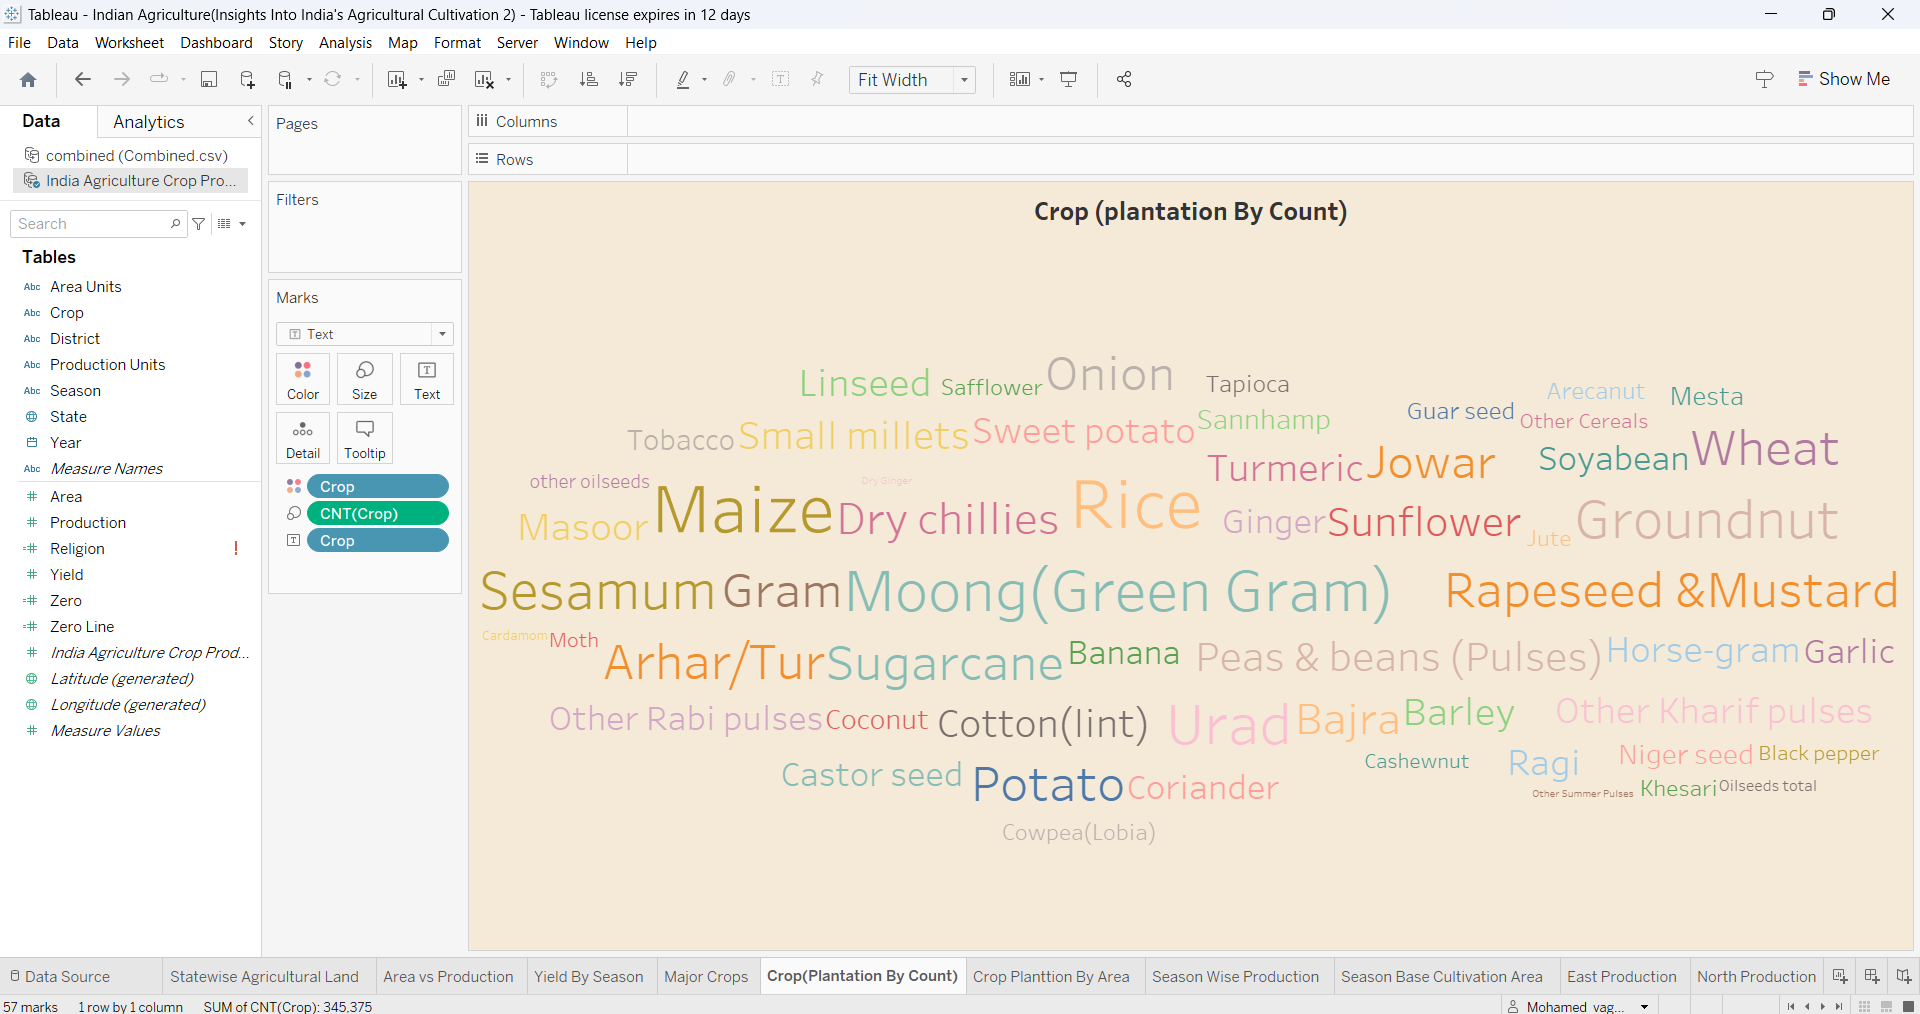 Tableau - Indian Agriculture(Insights Into India's Agricultural Cultivation 2) - Tableau license expires in 12 days
File Data Worksheet Dashboard Story Analysis Map Format Server Window Help
Fit Width
Show Me
Data Analytics
combined (Combined.csv)
India Agriculture Crop Pro...
Search
Tables
Abc Area Units
Abc Crop
Abc District
Abc Production Units
Abc Season
State
Year
Abc Measure Names
Area
Production
Religion !
Yield
Zero
Zero Line
India Agriculture Crop Prod...
Latitude (generated)
Longitude (generated)
Measure Values
Pages
Filters
Marks
Text
Color Size Text
Detail Tooltip
Crop
CNT(Crop)
Crop
Columns
Rows
Crop (plantation By Count)
Linseed Safflower Onion Tapioca Arecanut Mesta
Tobacco Small millets Sweet potato Sannhamp Guar seed Other Cereals
other oilseeds Dry Ginger Turmeric Jowar Soyabean Wheat
Masoor Maize Dry chillies Rice Ginger Sunflower Jute Groundnut
Sesamum Gram Moong(Green Gram) Rapeseed &Mustard
Cardamom Moth Arhar/Tur Sugarcane Banana Peas & beans (Pulses) Horse-gram Garlic
Other Rabi pulses Coconut Cotton(lint) Urad Bajra Barley Other Kharif pulses
Castor seed Potato Coriander Cashewnut Ragi Niger seed Black pepper
Other Summer Pulses Khesari Oilseeds total
Cowpea(Lobia)
Data Source Statewise Agricultural Land Area vs Production Yield By Season Major Crops Crop(Plantation By Count) Crop Planttion By Area Season Wise Production Season Base Cultivation Area East Production North Production
57 marks 1 row by 1 column SUM of CNT(Crop): 345,375 Mohamed vag...